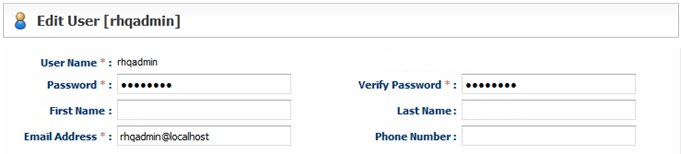 Edit User [rhqadmin]
User Name * : rhqadmin
Password * : ●●●●●●●● Verify Password * : ●●●●●●●●
First Name : Last Name :
Email Address * : rhqadmin@localhost Phone Number :